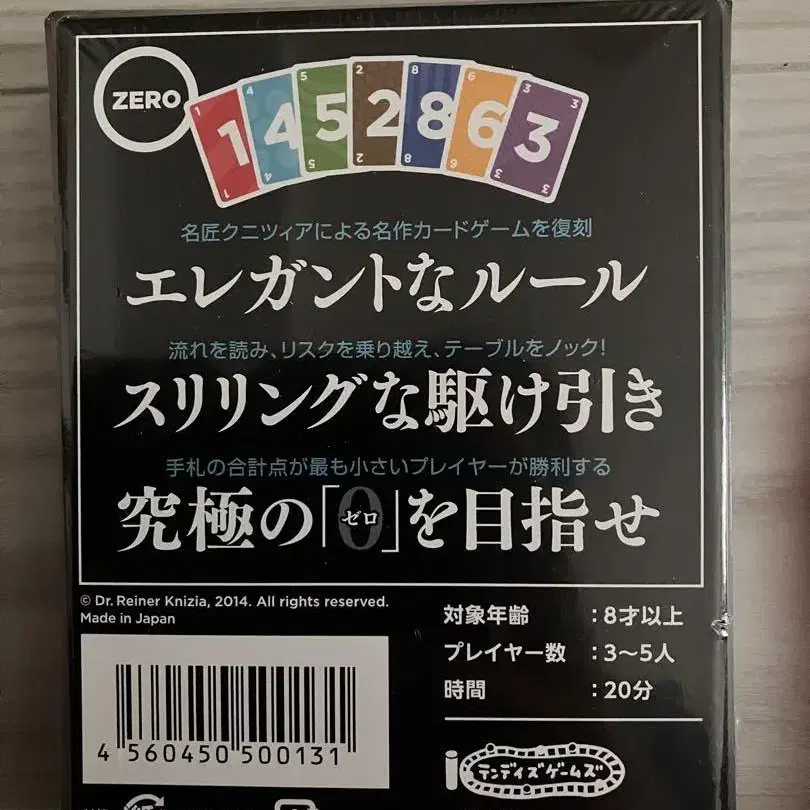 ZERO
1 4 5 2 8 6 3
名匠クニツィアによる名作カードゲームを復刻
エレガントなルール
流れを読み、リスクを乗り越え、テーブルをノック!
スリリングな駆け引き
手札の合計点が最も小さいプレイヤーが勝利する
究極の「0」を目指せ
ゼロ
© Dr. Reiner Knizia, 2014. All rights reserved.
Made in Japan
対象年齢 :8才以上
プレイヤー数 :3〜5人
時間 :20分
4 560450 500131
テンデイズゲームズ